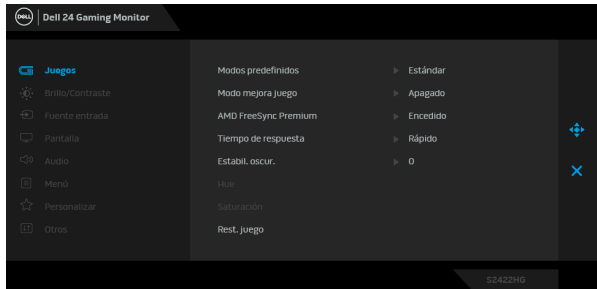 DELL Dell 24 Gaming Monitor
Juegos Modos predefinidos Estándar
Brillo/Contraste Modo mejora juego Apagado
Fuente entrada AMD FreeSync Premium Encedido
Pantalla Tiempo de respuesta Rápido
Audio Estabil. oscur. 0
Menú Hue
Personalizar Saturación
Otros Rest. juego
S2422HG